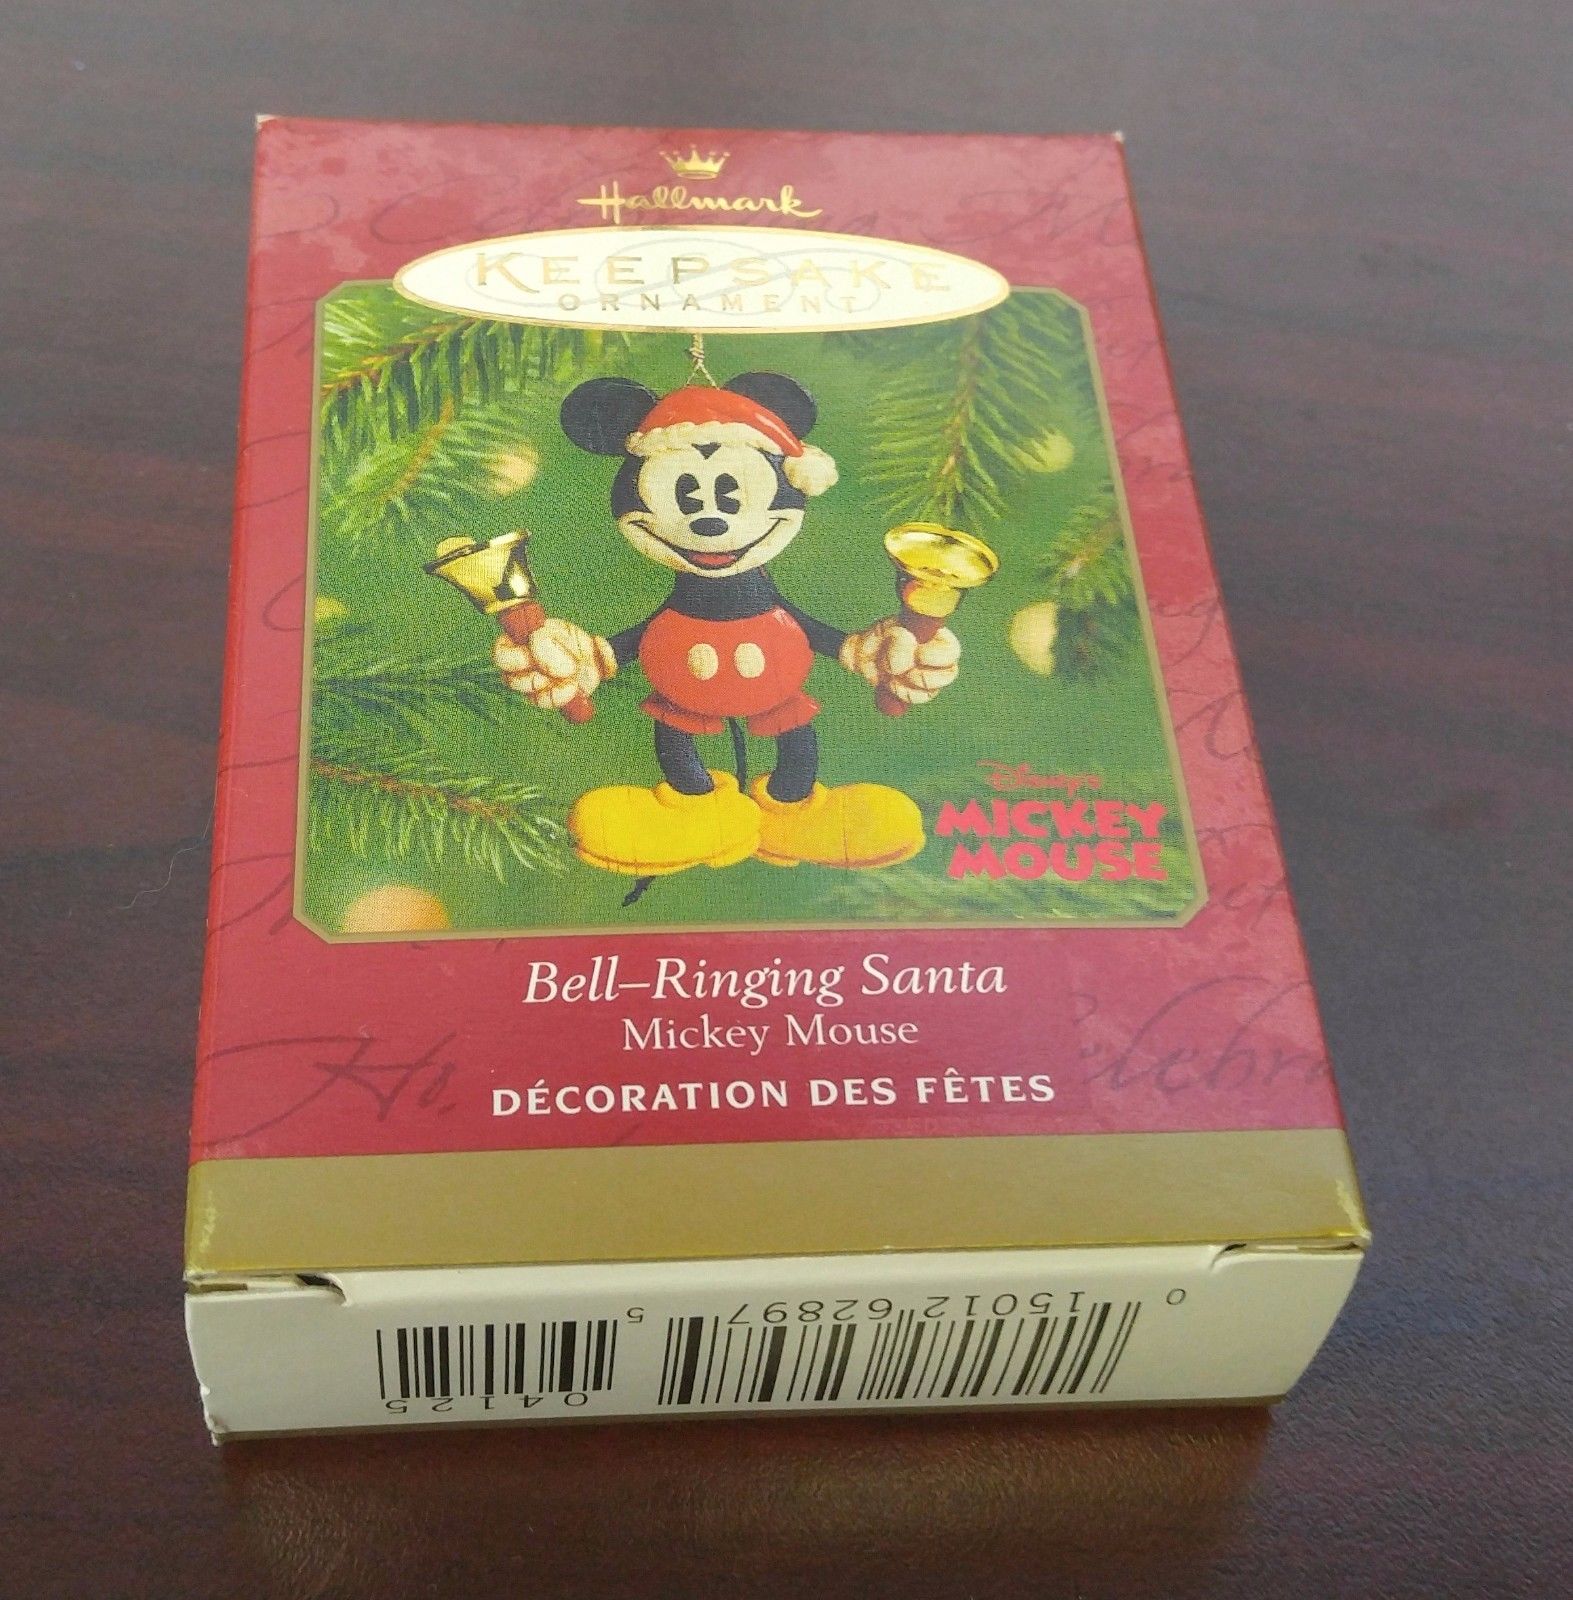 Hallmark
KEEPSAKE
ORNAMENT
Disney's
MICKEY
MOUSE
Bell–Ringing Santa
Mickey Mouse
DÉCORATION DES FÊTES
0 15012 62897 5
04125